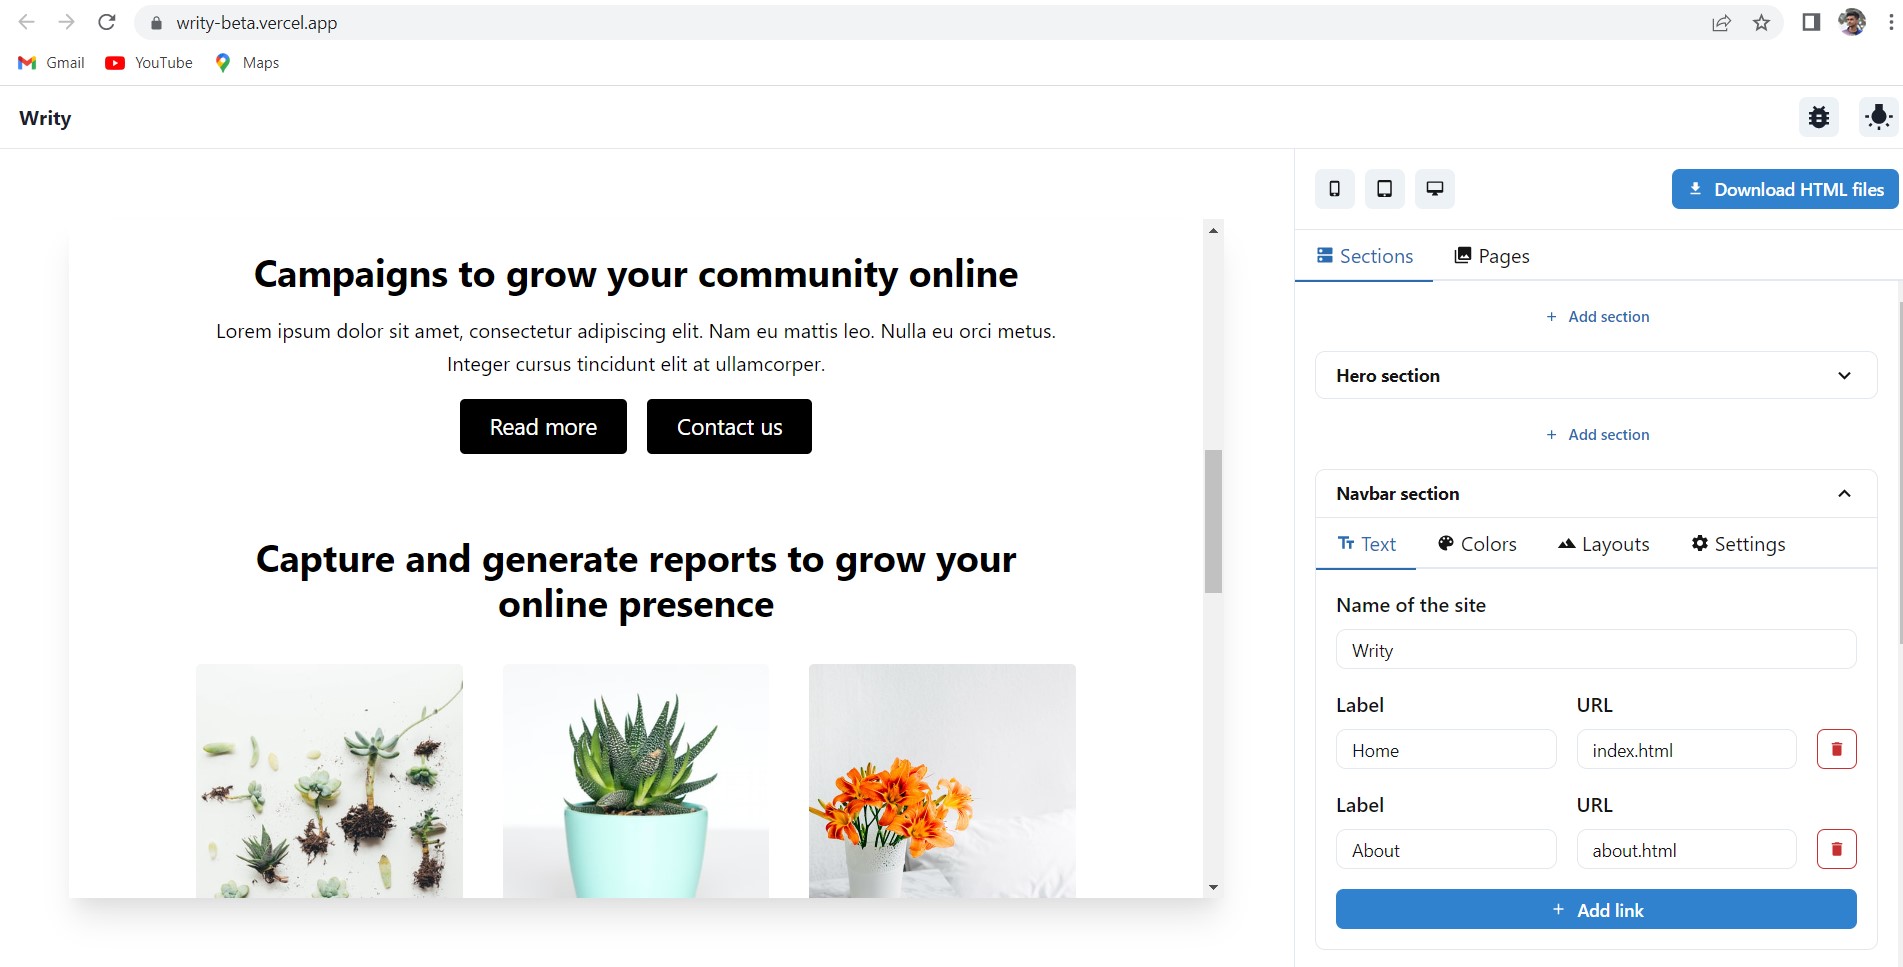 writy-beta.vercel.app
Gmail YouTube Maps
Writy
Campaigns to grow your community online
Lorem ipsum dolor sit amet, consectetur adipiscing elit. Nam eu mattis leo. Nulla eu orci metus.
Integer cursus tincidunt elit at ullamcorper.
Read more Contact us
Capture and generate reports to grow your
online presence
Download HTML files
Sections Pages
+ Add section
Hero section
+ Add section
Navbar section
Tт Text Colors Layouts Settings
Name of the site
Writy
Label URL
Home index.html
Label URL
About about.html
+ Add link